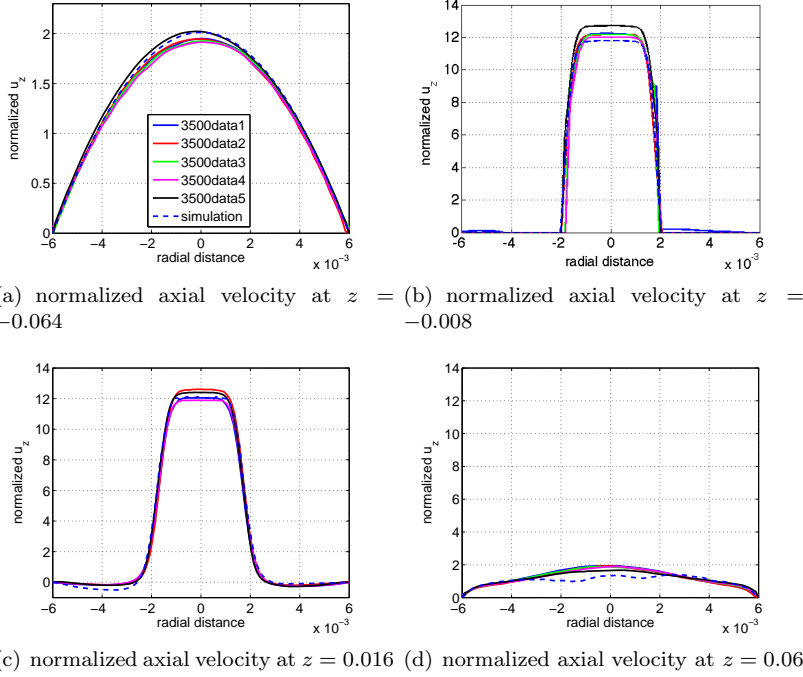 2
1.5
1
0.5
0
normalized u_z
3500data1
3500data2
3500data3
3500data4
3500data5
simulation
−6 −4 −2 0 2 4 6
radial distance
x 10⁻³
14
12
10
8
6
4
2
0
normalized u_z
−6 −4 −2 0 2 4 6
radial distance
x 10⁻³
(a) normalized axial velocity at z =
−0.064
(b) normalized axial velocity at z =
−0.008
14
12
10
8
6
4
2
0
normalized u_z
−6 −4 −2 0 2 4 6
radial distance
x 10⁻³
14
12
10
8
6
4
2
0
normalized u_z
−6 −4 −2 0 2 4 6
radial distance
x 10⁻³
(c) normalized axial velocity at z = 0.016
(d) normalized axial velocity at z = 0.06